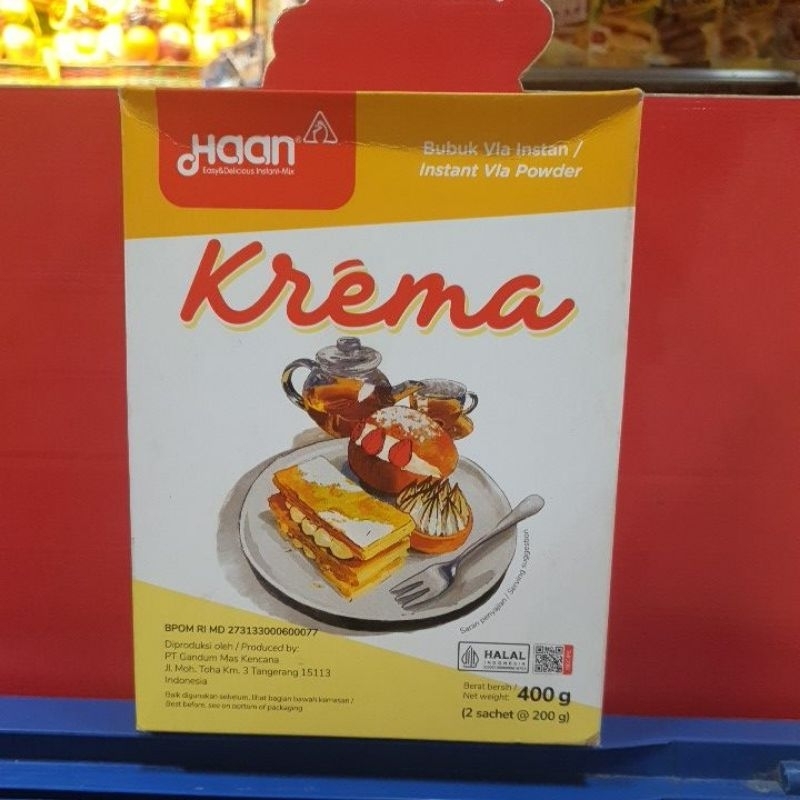 Haan®
Easy&Delicious Instant-Mix
Bubuk Vla Instan /
Instant Vla Powder
Kréma
Saran penyajian / Serving suggestion
BPOM RI MD 273133000600077
Diproduksi oleh / Produced by:
PT Gandum Mas Kencana
Jl. Moh. Toha Km. 3 Tangerang 15113
Indonesia
Baik digunakan sebelum, lihat bagian bawah kemasan /
Best before, see on bottom of packaging
HALAL
INDONESIA
Berat bersih /
Net weight: 400 g
(2 sachet @ 200 g)